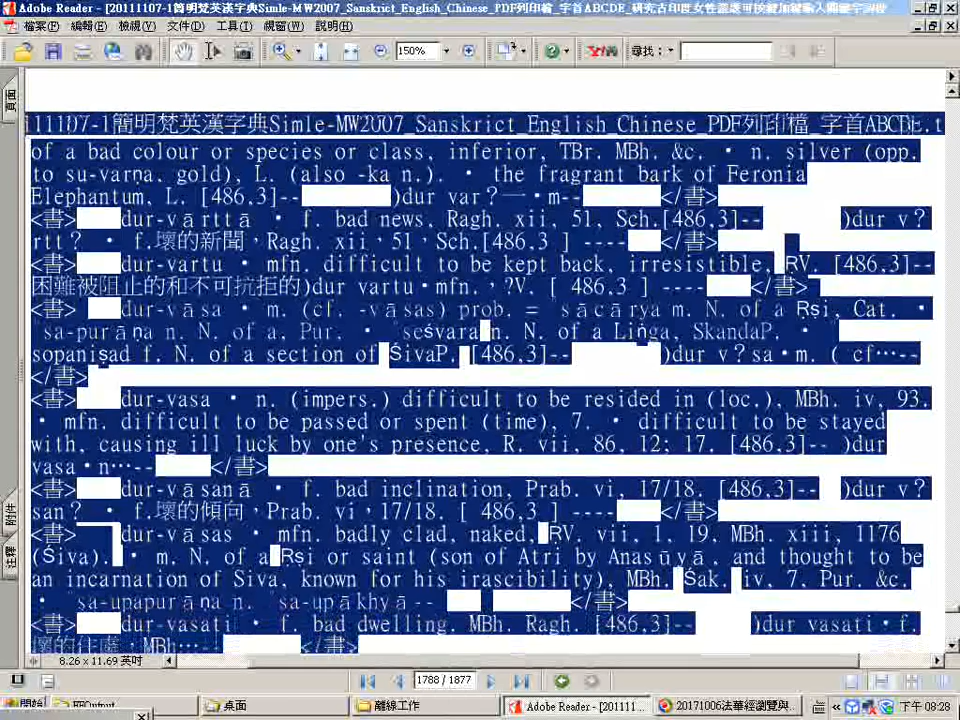 Adobe Reader - [20111107-1簡明梵英漢字典Simle-MW2007_Sanskrict_English_Chinese_PDF列印檔_字首ABCDE_研究古印度女性
檔案(F) 編輯(E) 檢視(V) 文件(D) 工具(T) 視窗(W) 說明(H)
150% 尋找:
頁面
附件
註釋
11107-1簡明梵英漢字典Simle-MW2007_Sanskrict_English_Chinese_PDF列印檔_字首ABCDE.t
of a bad colour or species or class, inferior, TBr. MBh. &c. • n. silver (opp.
to su-varṇa. gold), L. (also -ka n.). • the fragrant bark of Feronia
Elephantum, L. [486,3]-- )dur var?一•m-- </書>
<書> dur-vārttā • f. bad news, Ragh. xii, 51, Sch.[486,3]-- )dur v?
rtt? • f.壞的新聞,Ragh. xii,51,Sch.[486.3 ] ---- </書>
<書> dur-vartu • mfn. difficult to be kept back, irresistible, RV. [486,3]--
困難被阻止的和不可抗拒的)dur vartu•mfn.,?V. [ 486.3 ] ---- </書>
<書> dur-vāsa • m. (cf. -vāsas) prob. = °sācārya m. N. of a Ṛṣi, Cat. •
°sa-purāṇa n. N. of a. Pur. • °seśvara n. N. of a Liṅga, SkandaP. • °
sopaniṣad f. N. of a section of ŚivaP. [486,3]-- )dur v?sa•m. ( cf…--
</書>
<書> dur-vasa • n. (impers.) difficult to be resided in (loc.), MBh. iv, 93.
• mfn. difficult to be passed or spent (time), 7. • difficult to be stayed
with, causing ill luck by one's presence, R. vii, 86, 12; 17. [486,3]-- )dur
vasa•n…-- </書>
<書> dur-vāsanā • f. bad inclination, Prab. vi, 17/18. [486,3]-- )dur v?
san? • f.壞的傾向,Prab. vi,17/18. [ 486.3 ] ---- </書>
<書> dur-vāsas • mfn. badly clad, naked, RV. vii, 1, 19, MBh. xiii, 1176
(Śiva). • m. N. of a Ṛṣi or saint (son of Atri by Anasūyā, and thought to be
an incarnation of Śiva, known for his irascibility), MBh. Śak. iv. 7. Pur. &c.
• °sa-upapurāṇa n. °sa-upākhyā-- </書>
<書> dur-vasati • f. bad dwelling. MBh. Ragh. [486,3]-- )dur vasati•f.
壞的住處,MBh…-- </書>
8.26 x 11.69 英吋
1788 / 1877
開始 FFOutput 桌面 離線工作 Adobe Reader - [201111... 20171006法華經瀏覽與... 下午 08:28